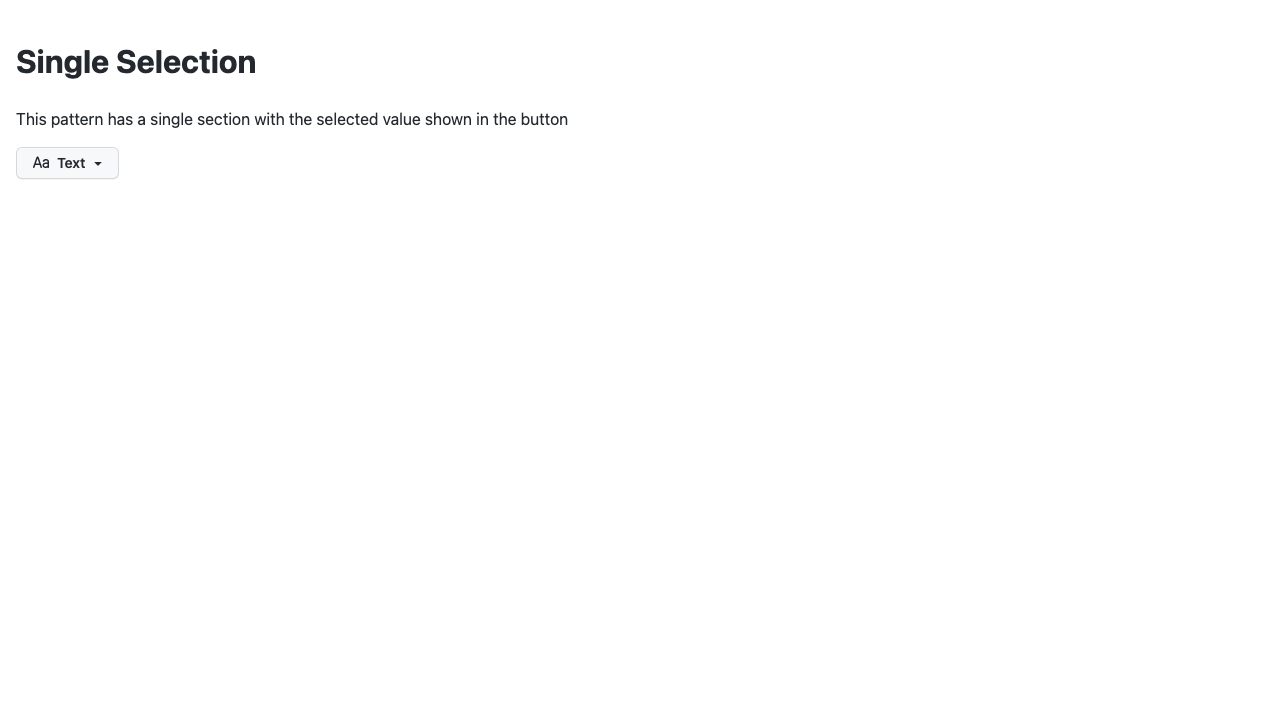 Single Selection
This pattern has a single section with the selected value shown in the button
Aa Text